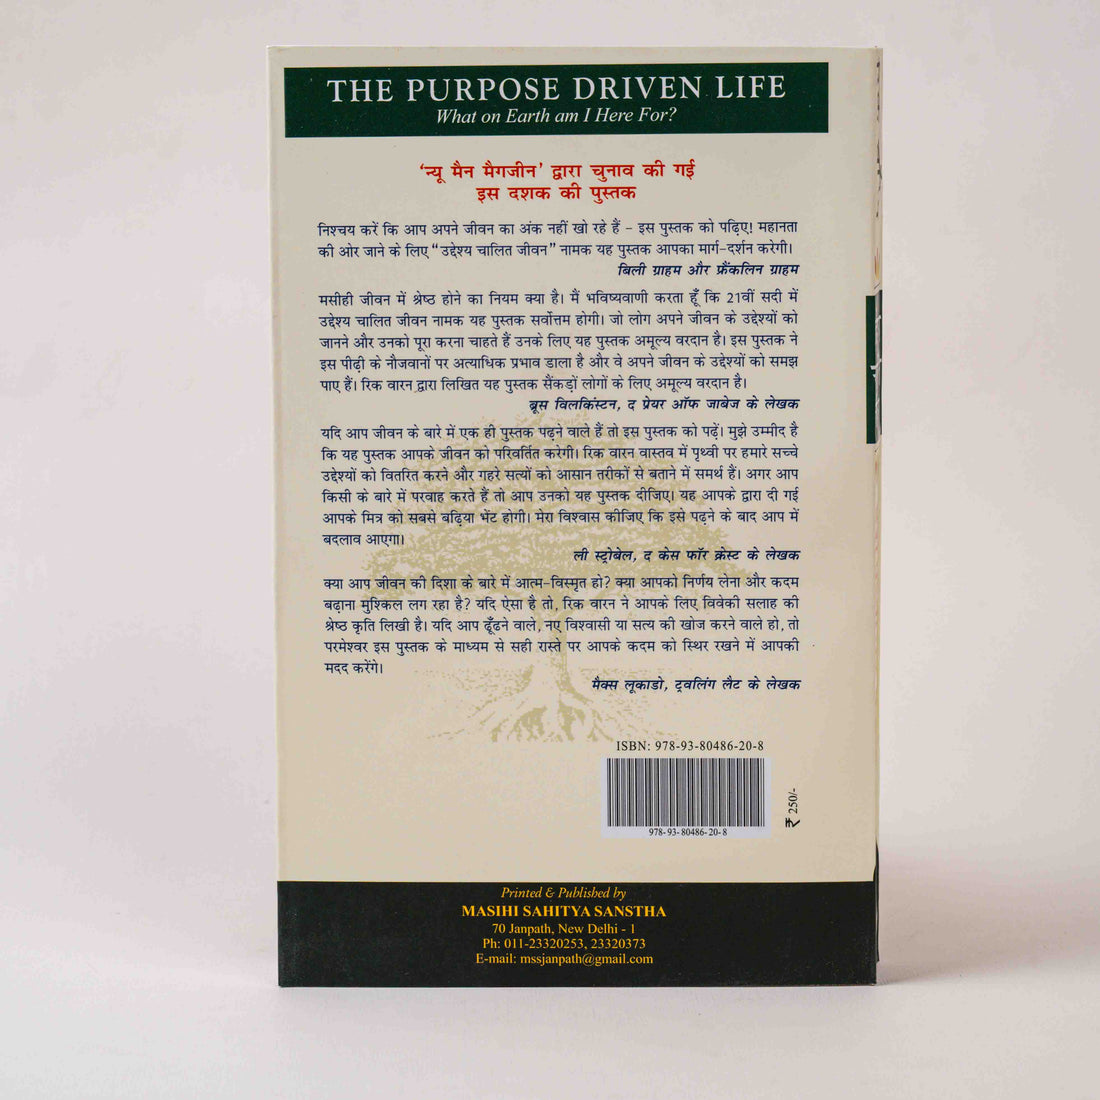 THE PURPOSE DRIVEN LIFE
What on Earth am I Here For?
‘न्यू मैन मैगजीन’ द्वारा चुनाव की गई
इस दशक की पुस्तक
निश्चय करें कि आप अपने जीवन का अंक नहीं खो रहे हैं – इस पुस्तक को पढ़िए! महानता
की ओर जाने के लिए “उद्देश्य चालित जीवन” नामक यह पुस्तक आपका मार्ग-दर्शन करेगी।
बिली ग्राहम और फ्रैंकलिन ग्राहम
मसीही जीवन में श्रेष्ठ होने का नियम क्या है। मैं भविष्यवाणी करता हूँ कि 21वीं सदी में
उद्देश्य चालित जीवन नामक यह पुस्तक सर्वोत्तम होगी। जो लोग अपने जीवन के उद्देश्यों को
जानने और उनको पूरा करना चाहते हैं उनके लिए यह पुस्तक अमूल्य वरदान है। इस पुस्तक ने
इस पीढ़ी के नौजवानों पर अत्याधिक प्रभाव डाला है और वे अपने जीवन के उद्देश्यों को समझ
पाए हैं। रिक वारन द्वारा लिखित यह पुस्तक सैंकड़ों लोगों के लिए अमूल्य वरदान है।
ब्रूस विलकिंस्टन, द प्रेयर ऑफ जाबेज के लेखक
यदि आप जीवन के बारे में एक ही पुस्तक पढ़ने वाले हैं तो इस पुस्तक को पढ़ें। मुझे उम्मीद है
कि यह पुस्तक आपके जीवन को परिवर्तित करेगी। रिक वारन वास्तव में पृथ्वी पर हमारे सच्चे
उद्देश्यों को वितरित करने और गहरे सत्यों को आसान तरीकों से बताने में समर्थ हैं। अगर आप
किसी के बारे में परवाह करते हैं तो आप उनको यह पुस्तक दीजिए। यह आपके द्वारा दी गई
आपके मित्र को सबसे बढ़िया भेंट होगी। मेरा विश्वास कीजिए कि इसे पढ़ने के बाद आप में
बदलाव आएगा।
ली स्ट्रोबेल, द केस फॉर क्रेस्ट के लेखक
क्या आप जीवन की दिशा के बारे में आत्म-विस्मृत हो? क्या आपको निर्णय लेना और कदम
बढ़ाना मुश्किल लग रहा है? यदि ऐसा है तो, रिक वारन ने आपके लिए विवेकी सलाह की
श्रेष्ठ कृति लिखी है। यदि आप ढूँढने वाले, नए विश्वासी या सत्य की खोज करने वाले हो, तो
परमेश्वर इस पुस्तक के माध्यम से सही रास्ते पर आपके कदम को स्थिर रखने में आपकी
मदद करेंगे।
मैक्स लूकाडो, ट्रवलिंग लैट के लेखक
ISBN: 978-93-80486-20-8
978-93-80486-20-8
₹ 250/-
Printed & Published by
MASIHI SAHITYA SANSTHA
70 Janpath, New Delhi - 1
Ph: 011-23320253, 23320373
E-mail: mssjanpath@gmail.com